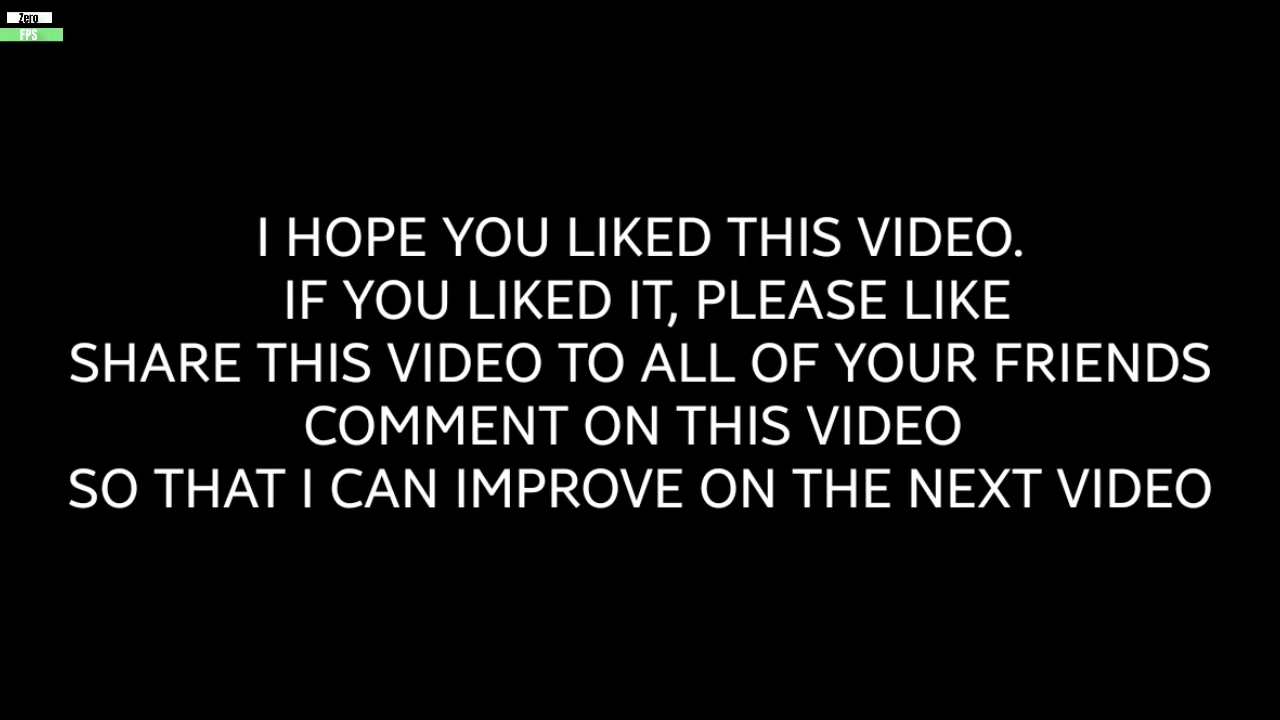 Zero
FPS
I HOPE YOU LIKED THIS VIDEO.
IF YOU LIKED IT, PLEASE LIKE
SHARE THIS VIDEO TO ALL OF YOUR FRIENDS
COMMENT ON THIS VIDEO
SO THAT I CAN IMPROVE ON THE NEXT VIDEO